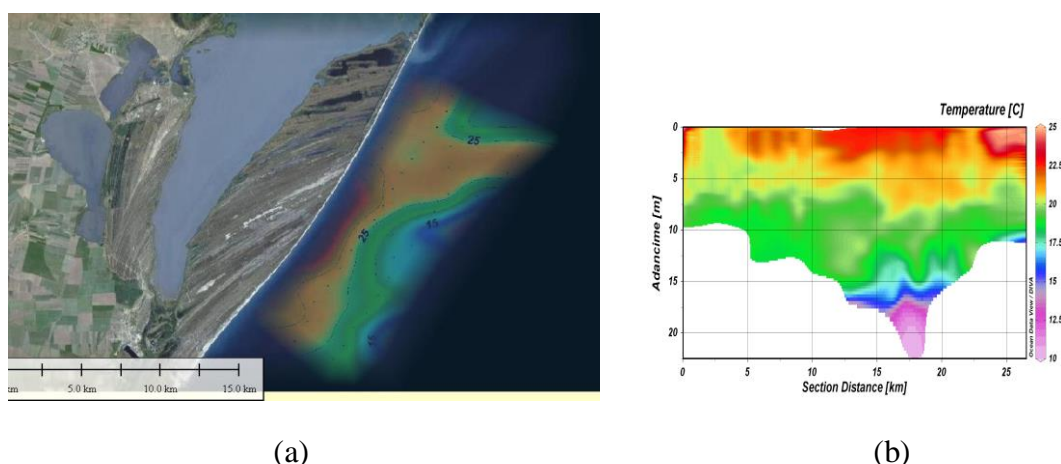 25
25
15
15
km
5.0 km
10.0 km
15.0 km
Temperature [C]
0
5
10
15
20
Adancime [m]
0
5
10
15
20
25
Section Distance [km]
25
22.5
20
17.5
15
12.5
10
Ocean Data View / DIVA
(a)
(b)